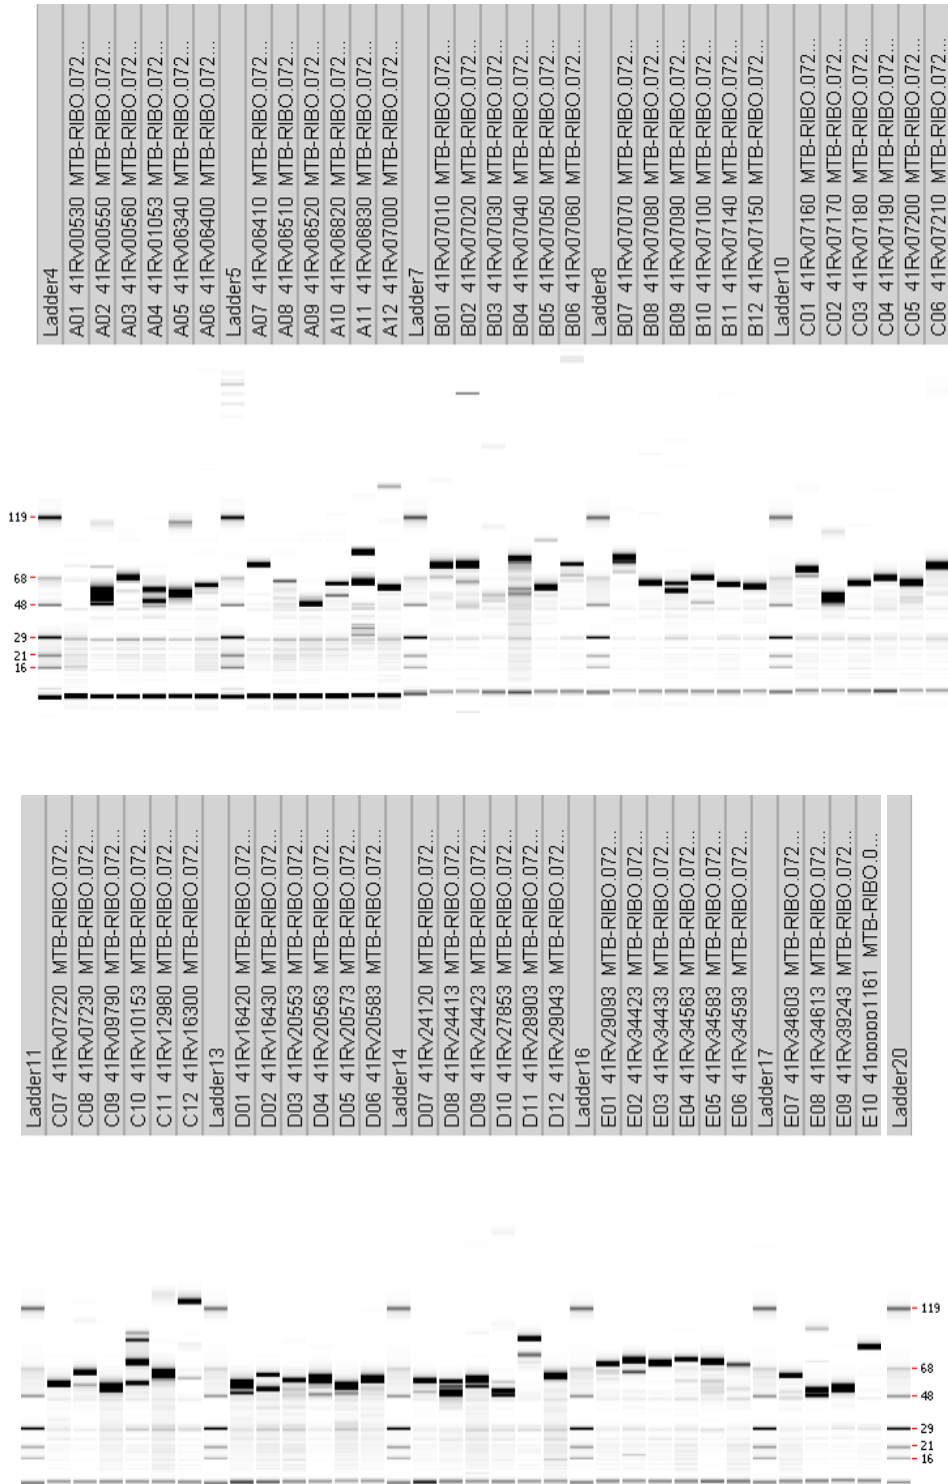 Ladder4
A01 41Rv00530 MTB-RIBO.072...
A02 41Rv00550 MTB-RIBO.072...
A03 41Rv00560 MTB-RIBO.072...
A04 41Rv01053 MTB-RIBO.072...
A05 41Rv06340 MTB-RIBO.072...
A06 41Rv06400 MTB-RIBO.072...
Ladder5
A07 41Rv06410 MTB-RIBO.072...
A08 41Rv06510 MTB-RIBO.072...
A09 41Rv06520 MTB-RIBO.072...
A10 41Rv06820 MTB-RIBO.072...
A11 41Rv06830 MTB-RIBO.072...
A12 41Rv07000 MTB-RIBO.072...
Ladder7
B01 41Rv07010 MTB-RIBO.072...
B02 41Rv07020 MTB-RIBO.072...
B03 41Rv07030 MTB-RIBO.072...
B04 41Rv07040 MTB-RIBO.072...
B05 41Rv07050 MTB-RIBO.072...
B06 41Rv07060 MTB-RIBO.072...
Ladder8
B07 41Rv07070 MTB-RIBO.072...
B08 41Rv07080 MTB-RIBO.072...
B09 41Rv07090 MTB-RIBO.072...
B10 41Rv07100 MTB-RIBO.072...
B11 41Rv07140 MTB-RIBO.072...
B12 41Rv07150 MTB-RIBO.072...
Ladder10
C01 41Rv07160 MTB-RIBO.072...
C02 41Rv07170 MTB-RIBO.072...
C03 41Rv07180 MTB-RIBO.072...
C04 41Rv07190 MTB-RIBO.072...
C05 41Rv07200 MTB-RIBO.072...
C06 41Rv07210 MTB-RIBO.072...
119
68
48
29
21
16
Ladder11
C07 41Rv07220 MTB-RIBO.072...
C08 41Rv07230 MTB-RIBO.072...
C09 41Rv09790 MTB-RIBO.072...
C10 41Rv10153 MTB-RIBO.072...
C11 41Rv12980 MTB-RIBO.072...
C12 41Rv16300 MTB-RIBO.072...
Ladder13
D01 41Rv16420 MTB-RIBO.072...
D02 41Rv16430 MTB-RIBO.072...
D03 41Rv20553 MTB-RIBO.072...
D04 41Rv20563 MTB-RIBO.072...
D05 41Rv20573 MTB-RIBO.072...
D06 41Rv20583 MTB-RIBO.072...
Ladder14
D07 41Rv24120 MTB-RIBO.072...
D08 41Rv24413 MTB-RIBO.072...
D09 41Rv24423 MTB-RIBO.072...
D10 41Rv27853 MTB-RIBO.072...
D11 41Rv28903 MTB-RIBO.072...
D12 41Rv29043 MTB-RIBO.072...
Ladder16
E01 41Rv29093 MTB-RIBO.072...
E02 41Rv34423 MTB-RIBO.072...
E03 41Rv34433 MTB-RIBO.072...
E04 41Rv34563 MTB-RIBO.072...
E05 41Rv34583 MTB-RIBO.072...
E06 41Rv34593 MTB-RIBO.072...
Ladder17
E07 41Rv34603 MTB-RIBO.072...
E08 41Rv34613 MTB-RIBO.072...
E09 41Rv39243 MTB-RIBO.072...
E10 41ppppp1161 MTB-RIBO.0...
Ladder20
119
68
48
29
21
16